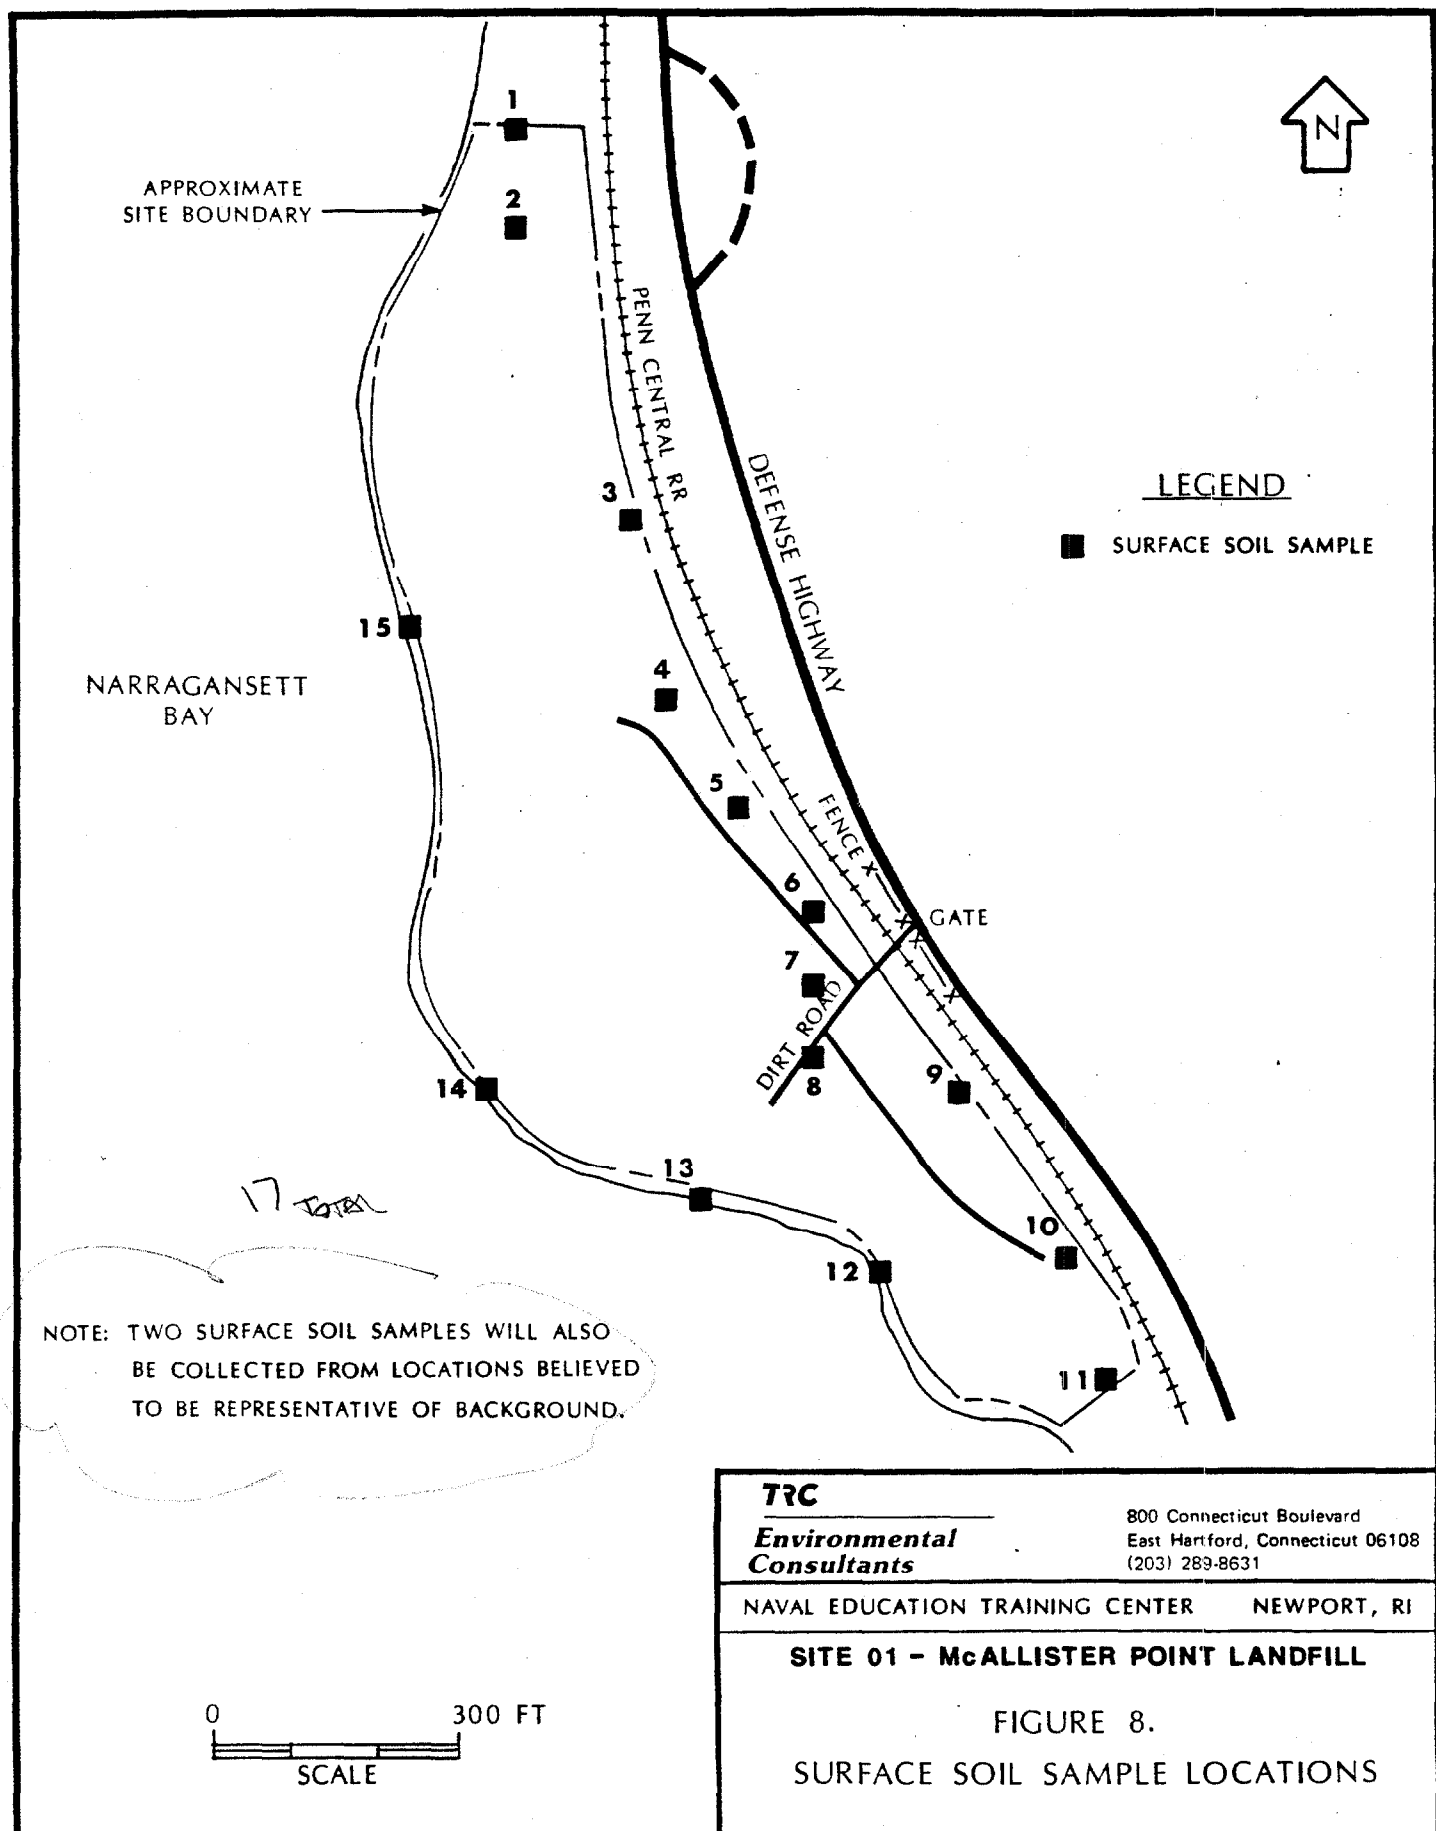 N
1
APPROXIMATE
SITE BOUNDARY
2
PENN CENTRAL RR
DEFENSE HIGHWAY
LEGEND
SURFACE SOIL SAMPLE
3
15
NARRAGANSETT
BAY
4
5
FENCE
6
GATE
7
DIRT ROAD
8
9
14
13
17 TOTAL
10
12
11
NOTE: TWO SURFACE SOIL SAMPLES WILL ALSO
BE COLLECTED FROM LOCATIONS BELIEVED
TO BE REPRESENTATIVE OF BACKGROUND.
TRC
Environmental
Consultants
800 Connecticut Boulevard
East Hartford, Connecticut 06108
(203) 289-8631
NAVAL EDUCATION TRAINING CENTER NEWPORT, RI
SITE 01 - McALLISTER POINT LANDFILL
FIGURE 8.
SURFACE SOIL SAMPLE LOCATIONS
0 300 FT
SCALE